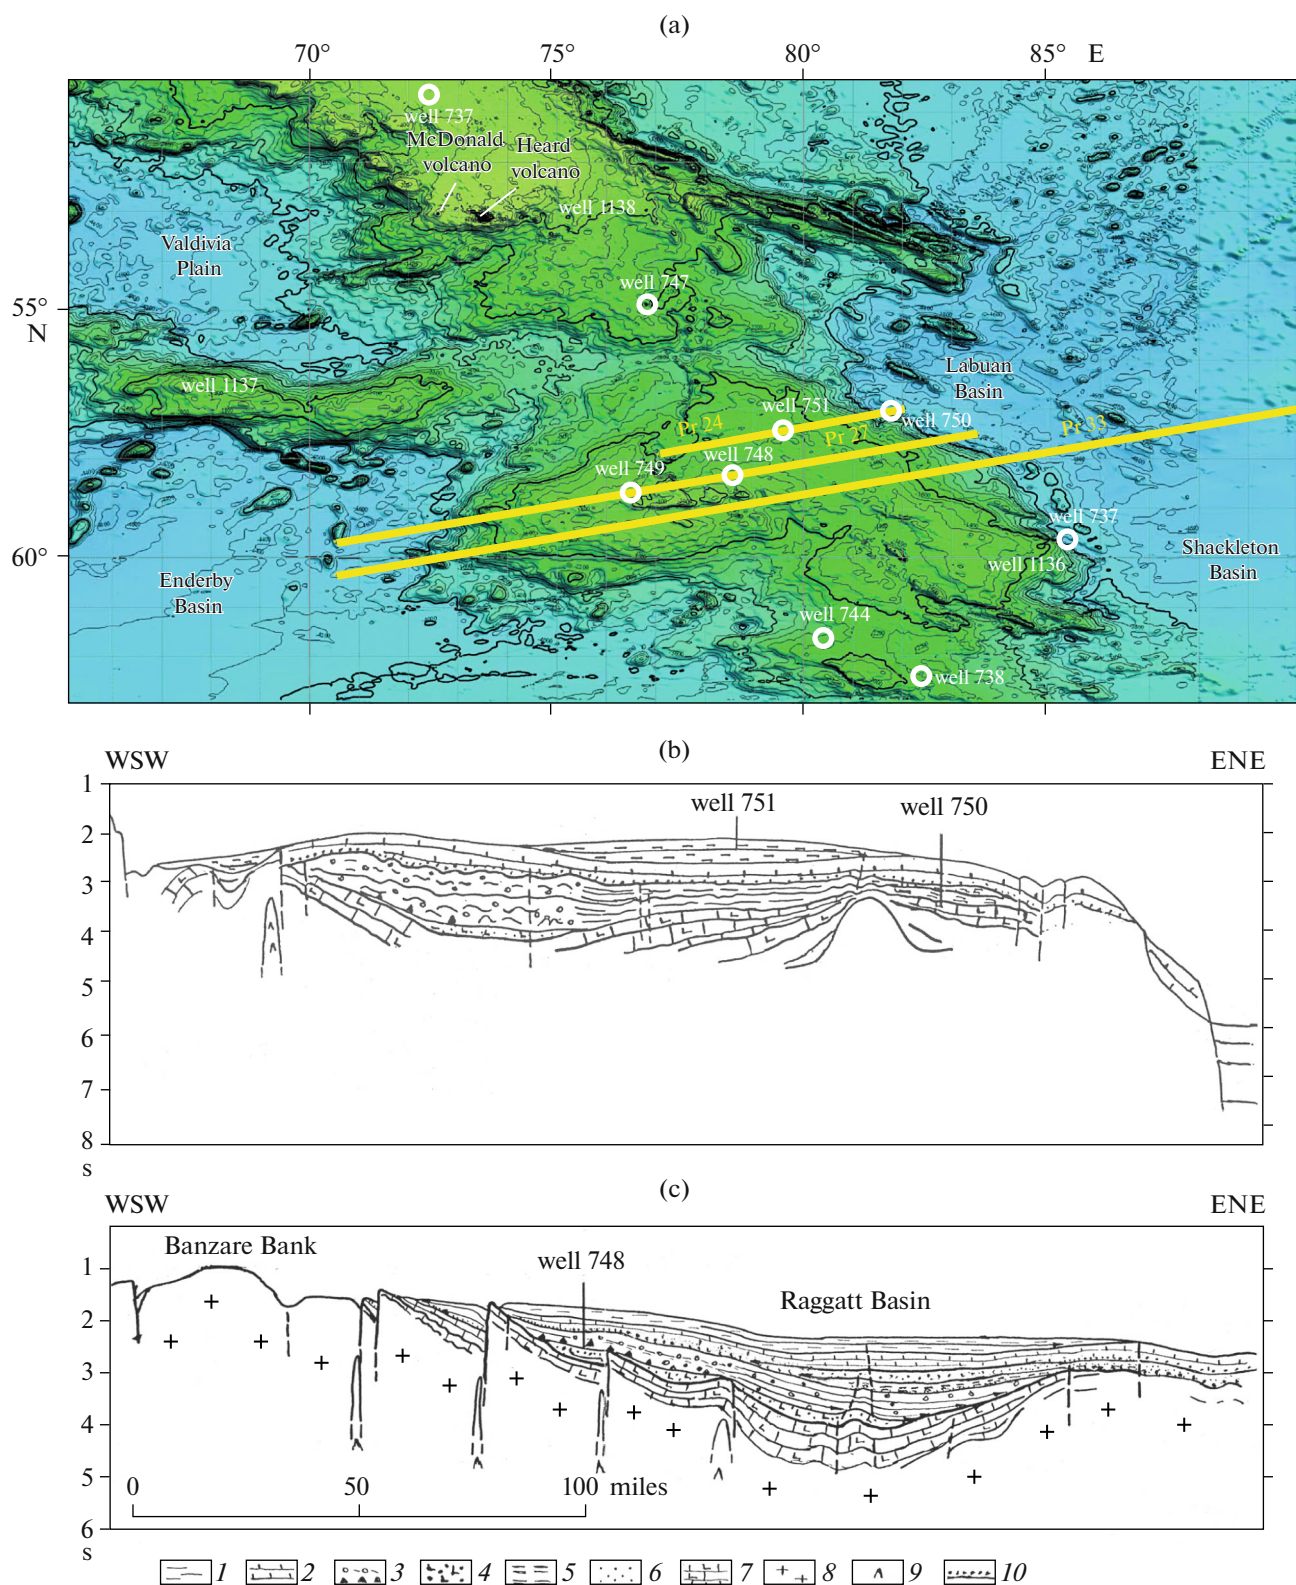 (a)
70° 75° 80° 85° E
well 737
McDonald
volcano
Heard
volcano
well 1138
Valdivia
Plain
well 747
55°
N
Labuan
Basin
well 1137
well 751
well 750
Pr 24
Pr 27
Pr 33
well 748
well 749
well 737
60°
Shackleton
Basin
well 1136
Enderby
Basin
well 744
well 738
(b)
WSW ENE
well 751
well 750
1
2
3
4
5
6
7
8
s
(c)
WSW ENE
Banzare Bank
well 748
Raggatt Basin
1
2
3
4
5
6
s
0 50 100 miles
1 2 3 4 5 6 7 8 9 10